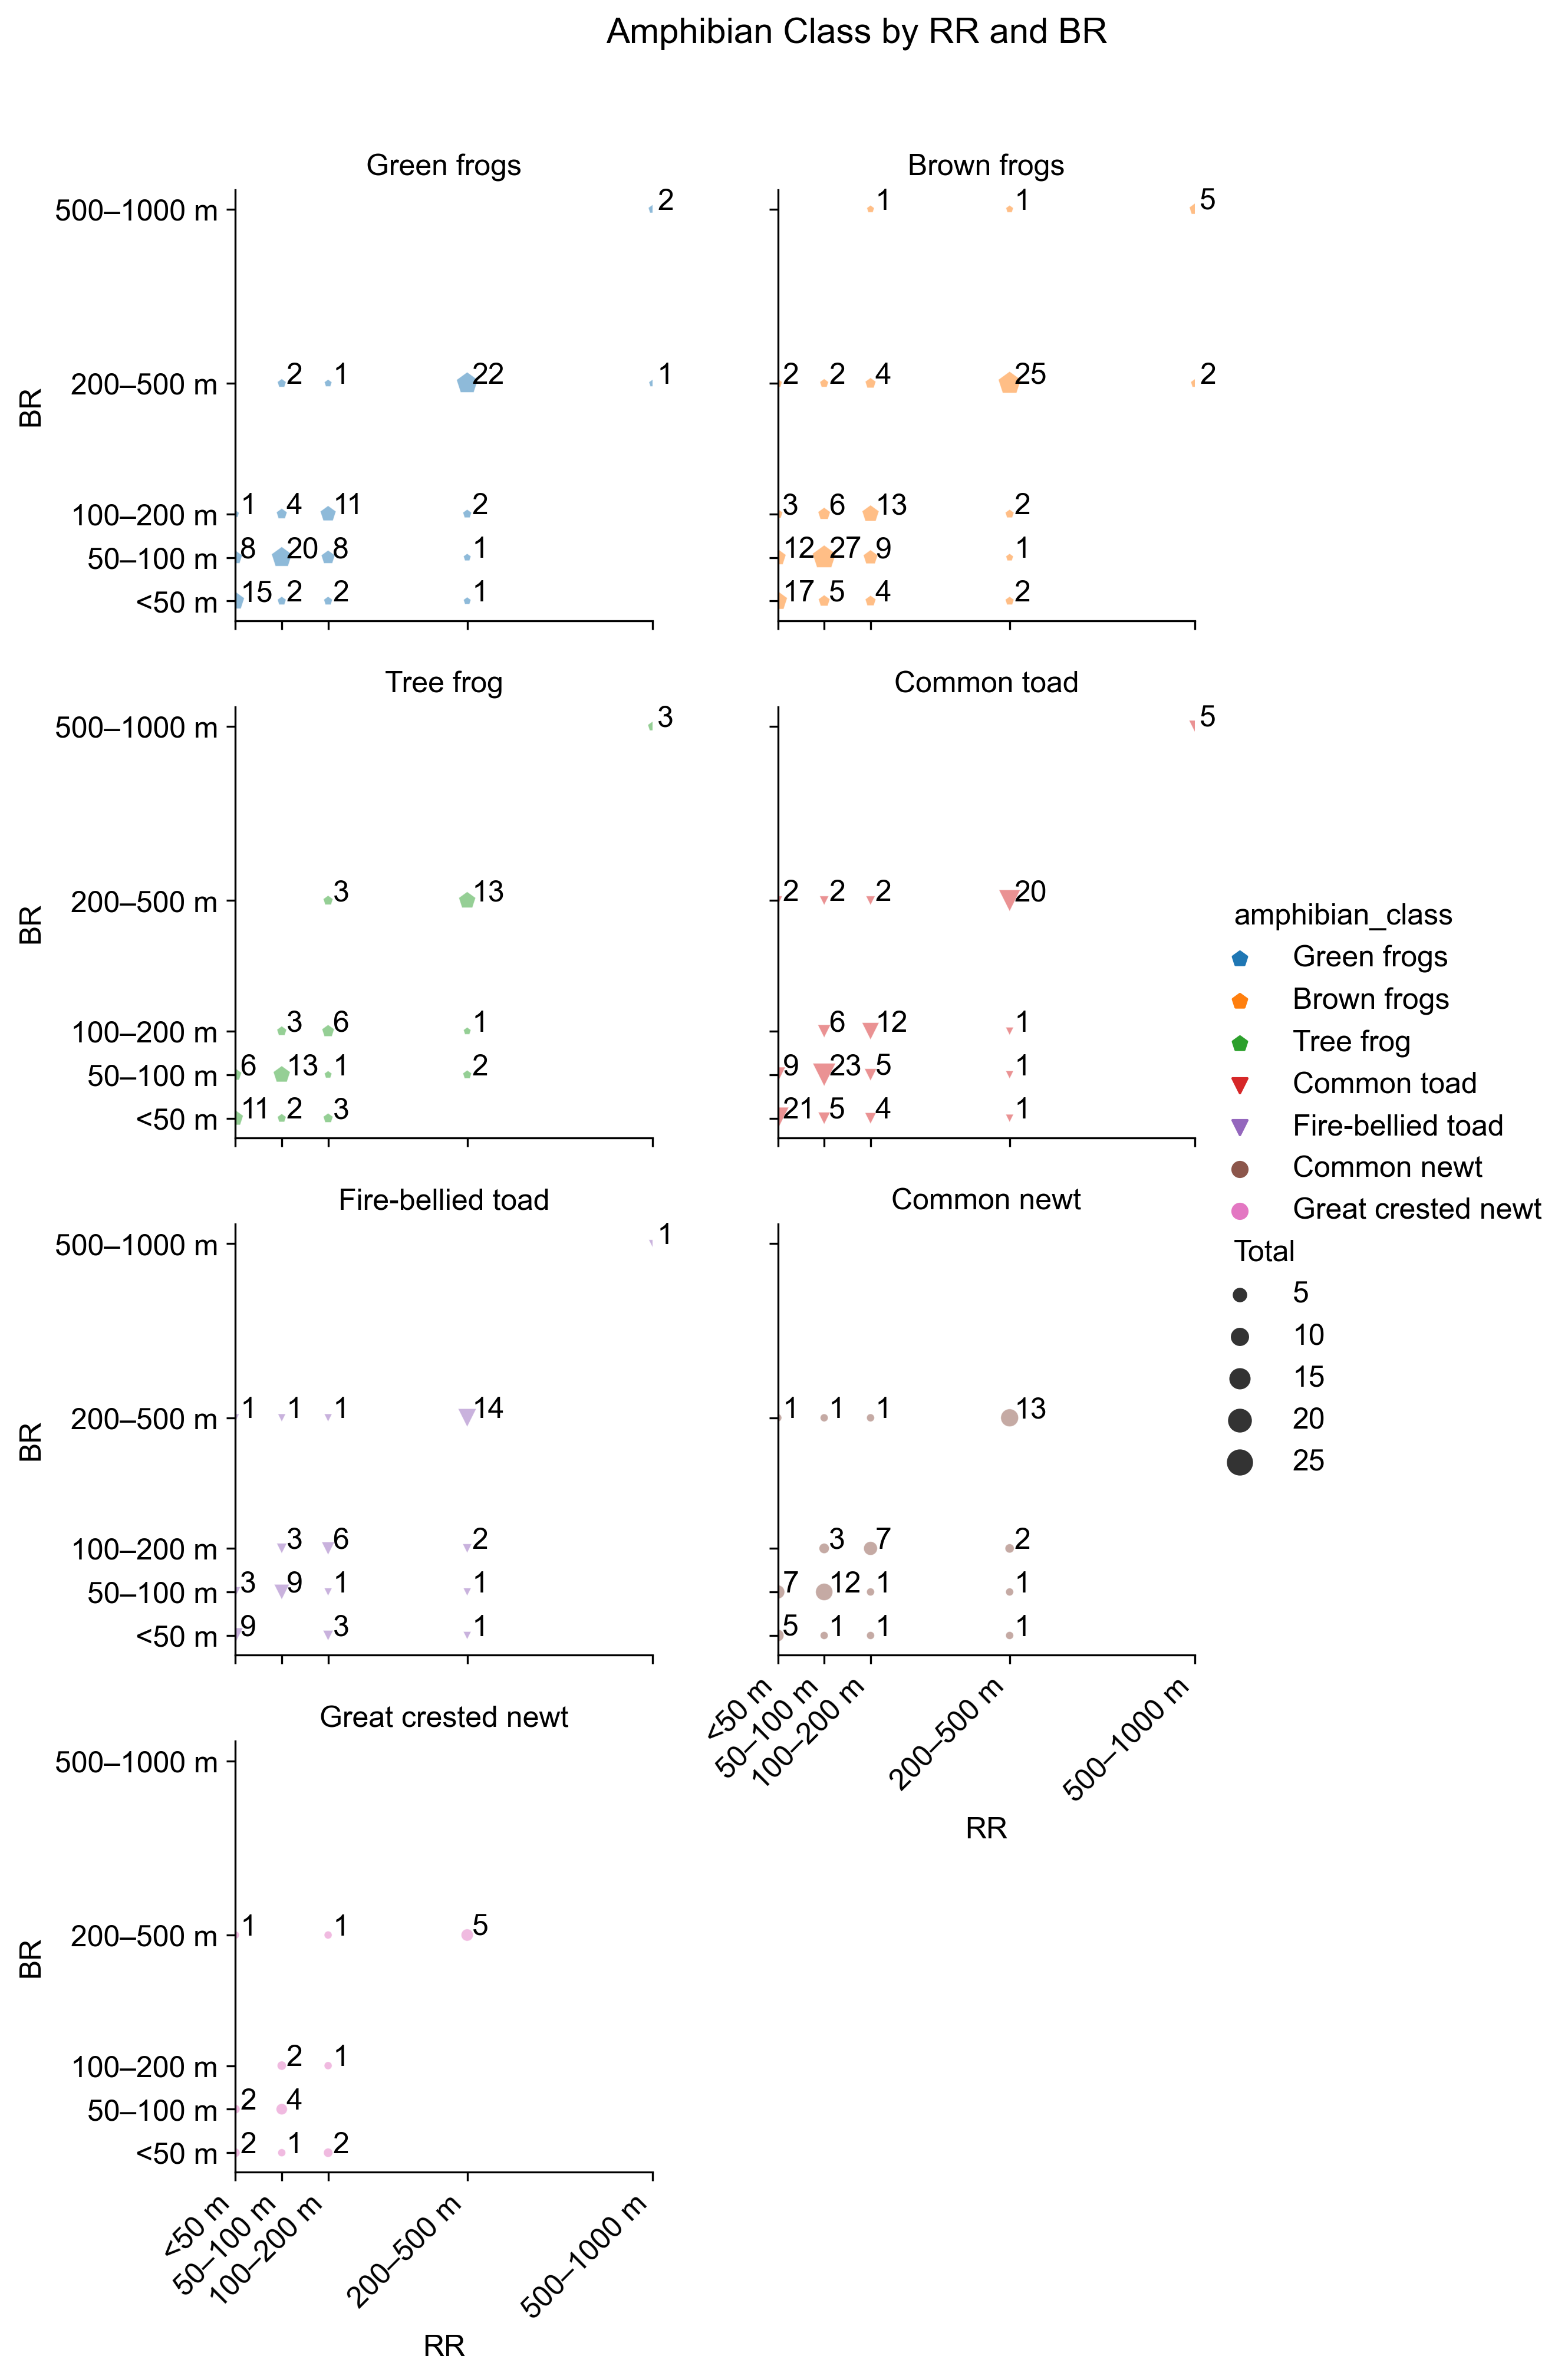 Amphibian Class by RR and BR
Green frogs
500–1000 m
2
200–500 m
2 1 22 1
100–200 m
1 4 11 2
50–100 m
8 20 8 1
<50 m
15 2 2 1
BR
Brown frogs
1 1 5
2 2 4 25 2
3 6 13 2
12 27 9 1
17 5 4 2
Tree frog
500–1000 m
3
200–500 m
3 13
100–200 m
3 6 1
50–100 m
6 13 1 2
<50 m
11 2 3
BR
Common toad
5
2 2 2 20
6 12 1
9 23 5 1
21 5 4 1
Fire-bellied toad
500–1000 m
1
200–500 m
1 1 1 14
100–200 m
3 6 2
50–100 m
3 9 1 1
<50 m
9 3 1
BR
Common newt
1 1 1 13
3 7 2
7 12 1 1
5 1 1 1
<50 m
50–100 m
100–200 m
200–500 m
500–1000 m
RR
Great crested newt
500–1000 m
200–500 m
1 1 5
100–200 m
2 1
50–100 m
2 4
<50 m
2 1 2
BR
<50 m
50–100 m
100–200 m
200–500 m
500–1000 m
RR
amphibian_class
Green frogs
Brown frogs
Tree frog
Common toad
Fire-bellied toad
Common newt
Great crested newt
Total
5
10
15
20
25